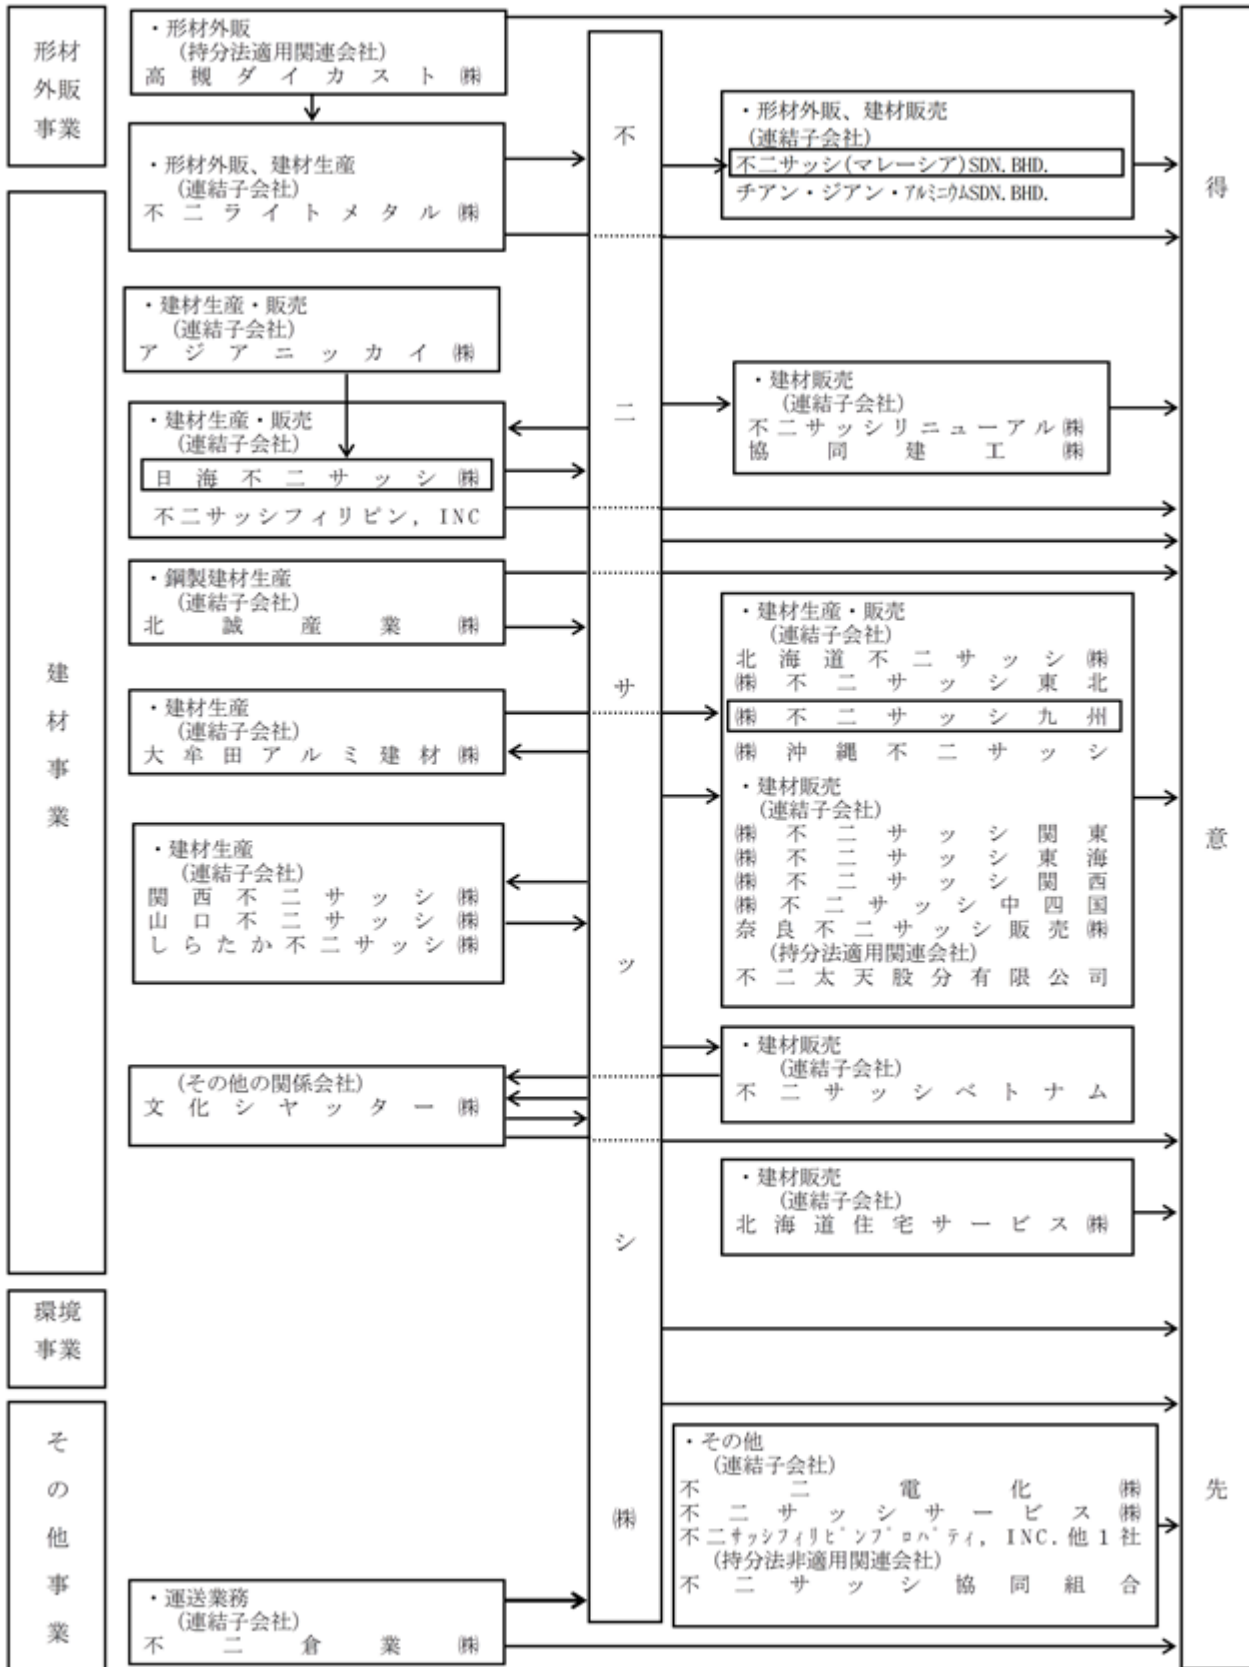 形材
外販
事業
・形材外販
(持分法適用関連会社)
高槻ダイカスト㈱
・形材外販、建材生産
(連結子会社)
不二ライトメタル㈱
建
材
事
業
・建材生産・販売
(連結子会社)
アジアニッカイ㈱
・建材生産・販売
(連結子会社)
日海不二サッシ㈱
不二サッシフィリピン, INC
・鋼製建材生産
(連結子会社)
北誠産業㈱
・建材生産
(連結子会社)
大牟田アルミ建材㈱
・建材生産
(連結子会社)
関西不二サッシ㈱
山口不二サッシ㈱
しらたか不二サッシ㈱
(その他の関係会社)
文化シヤッター㈱
環境
事業
そ
の
他
事
業
・運送業務
(連結子会社)
不二倉業㈱
不
二
サ
ッ
シ
㈱
・形材外販、建材販売
(連結子会社)
不二サッシ(マレーシア)SDN.BHD.
チアン・ジアン・アルミニウムSDN.BHD.
・建材販売
(連結子会社)
不二サッシリニューアル㈱
協同建工㈱
・建材生産・販売
(連結子会社)
北海道不二サッシ㈱
㈱不二サッシ東北
㈱不二サッシ九州
㈱沖縄不二サッシ
・建材販売
(連結子会社)
㈱不二サッシ関東
㈱不二サッシ東海
㈱不二サッシ関西
㈱不二サッシ中四国
奈良不二サッシ販売㈱
(持分法適用関連会社)
不二太天股分有限公司
・建材販売
(連結子会社)
不二サッシベトナム
・建材販売
(連結子会社)
北海道住宅サービス㈱
・その他
(連結子会社)
不二電化㈱
不二サッシサービス㈱
不二サッシフィリピンプロパティ, INC.他1社
(持分法非適用関連会社)
不二サッシ協同組合
得
意
先